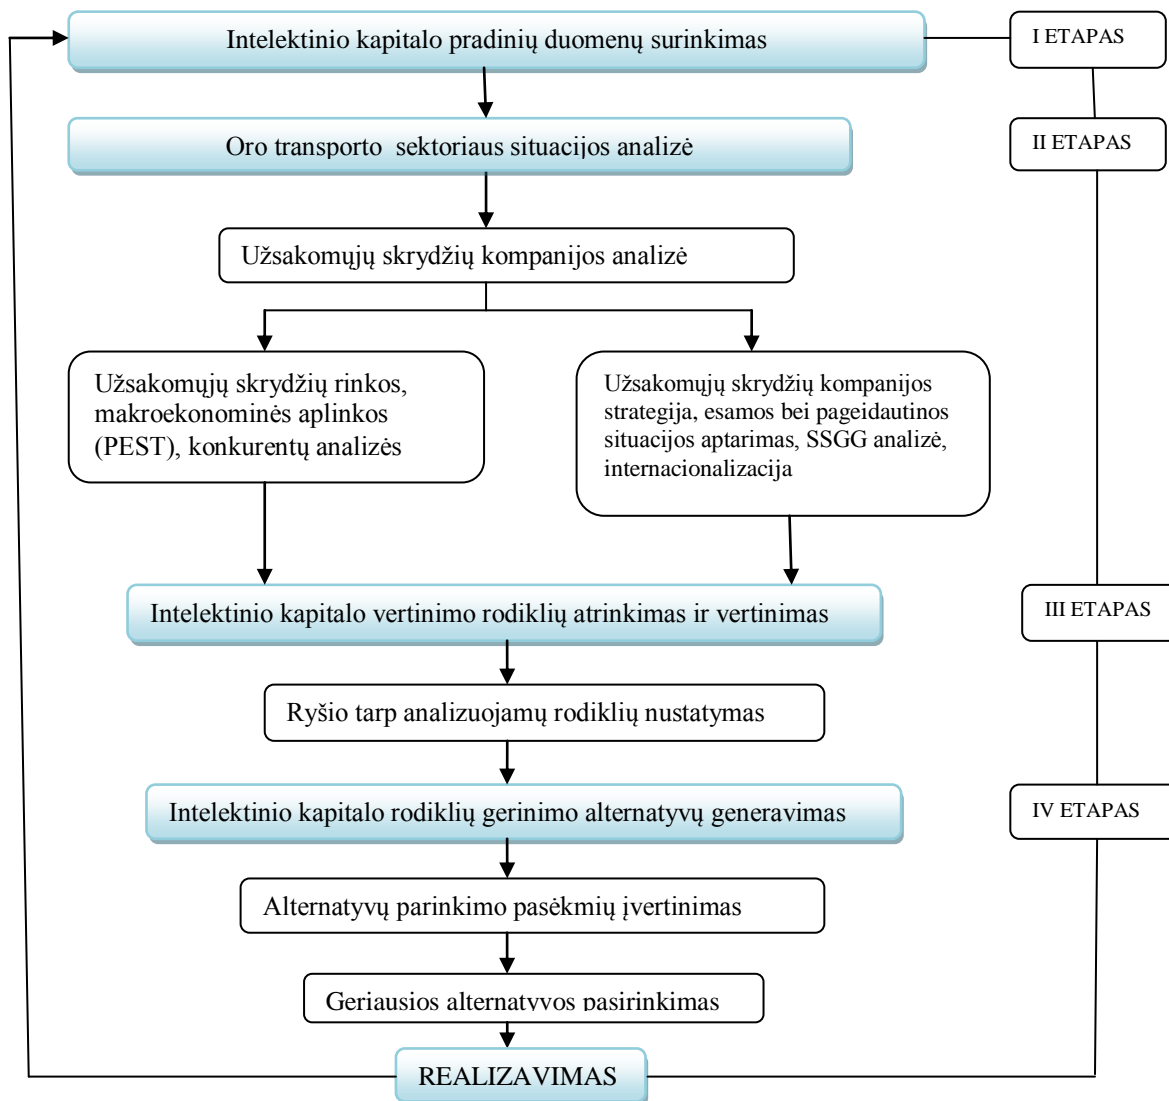 Intelektinio kapitalo pradinių duomenų surinkimas
I ETAPAS
Oro transporto sektoriaus situacijos analizė
II ETAPAS
Užsakomųjų skrydžių kompanijos analizė
Užsakomųjų skrydžių rinkos,
makroekonominės aplinkos
(PEST), konkurentų analizės
Užsakomųjų skrydžių kompanijos
strategija, esamos bei pageidautinos
situacijos aptarimas, SSGG analizė,
internacionalizacija
Intelektinio kapitalo vertinimo rodiklių atrinkimas ir vertinimas
III ETAPAS
Ryšio tarp analizuojamų rodiklių nustatymas
Intelektinio kapitalo rodiklių gerinimo alternatyvų generavimas
IV ETAPAS
Alternatyvų parinkimo pasėkmių įvertinimas
Geriausios alternatyvos pasirinkimas
REALIZAVIMAS